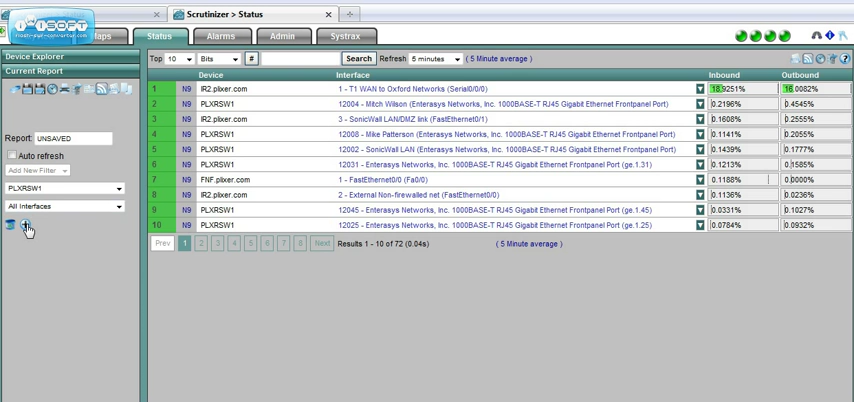 Scrutinizer > Status
iWiSOFT
flash-swf-converter.com
Maps Status Alarms Admin Systrax
Device Explorer
Current Report
Report: UNSAVED
Auto refresh
Add New Filter
PLXRSW1
All Interfaces
Top 10 Bits # Search Refresh 5 minutes ( 5 Minute average )
Device Interface Inbound Outbound
1 N9 IR2.plixer.com 1 - T1 WAN to Oxford Networks (Serial0/0/0) 18.9251% 16.0082%
2 N9 PLXRSW1 12004 - Mitch Wilson (Enterasys Networks, Inc. 1000BASE-T RJ45 Gigabit Ethernet Frontpanel Port) 0.2196% 0.4545%
3 N9 IR2.plixer.com 3 - SonicWall LAN/DMZ link (FastEthernet0/1) 0.1608% 0.2555%
4 N9 PLXRSW1 12008 - Mike Patterson (Enterasys Networks, Inc. 1000BASE-T RJ45 Gigabit Ethernet Frontpanel Port) 0.1141% 0.2055%
5 N9 PLXRSW1 12002 - SonicWall LAN (Enterasys Networks, Inc. 1000BASE-T RJ45 Gigabit Ethernet Frontpanel Port) 0.1439% 0.1777%
6 N9 PLXRSW1 12031 - Enterasys Networks, Inc. 1000BASE-T RJ45 Gigabit Ethernet Frontpanel Port (ge.1.31) 0.1213% 0.1585%
7 N9 FNF.plixer.com 1 - FastEthernet0/0 (Fa0/0) 0.1188% 0.0000%
8 N9 IR2.plixer.com 2 - External Non-firewalled net (FastEthernet0/0) 0.1136% 0.0236%
9 N9 PLXRSW1 12045 - Enterasys Networks, Inc. 1000BASE-T RJ45 Gigabit Ethernet Frontpanel Port (ge.1.45) 0.0331% 0.1027%
10 N9 PLXRSW1 12025 - Enterasys Networks, Inc. 1000BASE-T RJ45 Gigabit Ethernet Frontpanel Port (ge.1.25) 0.0784% 0.0932%
Prev 1 2 3 4 5 6 7 8 Next Results 1 - 10 of 72 (0.04s) ( 5 Minute average )